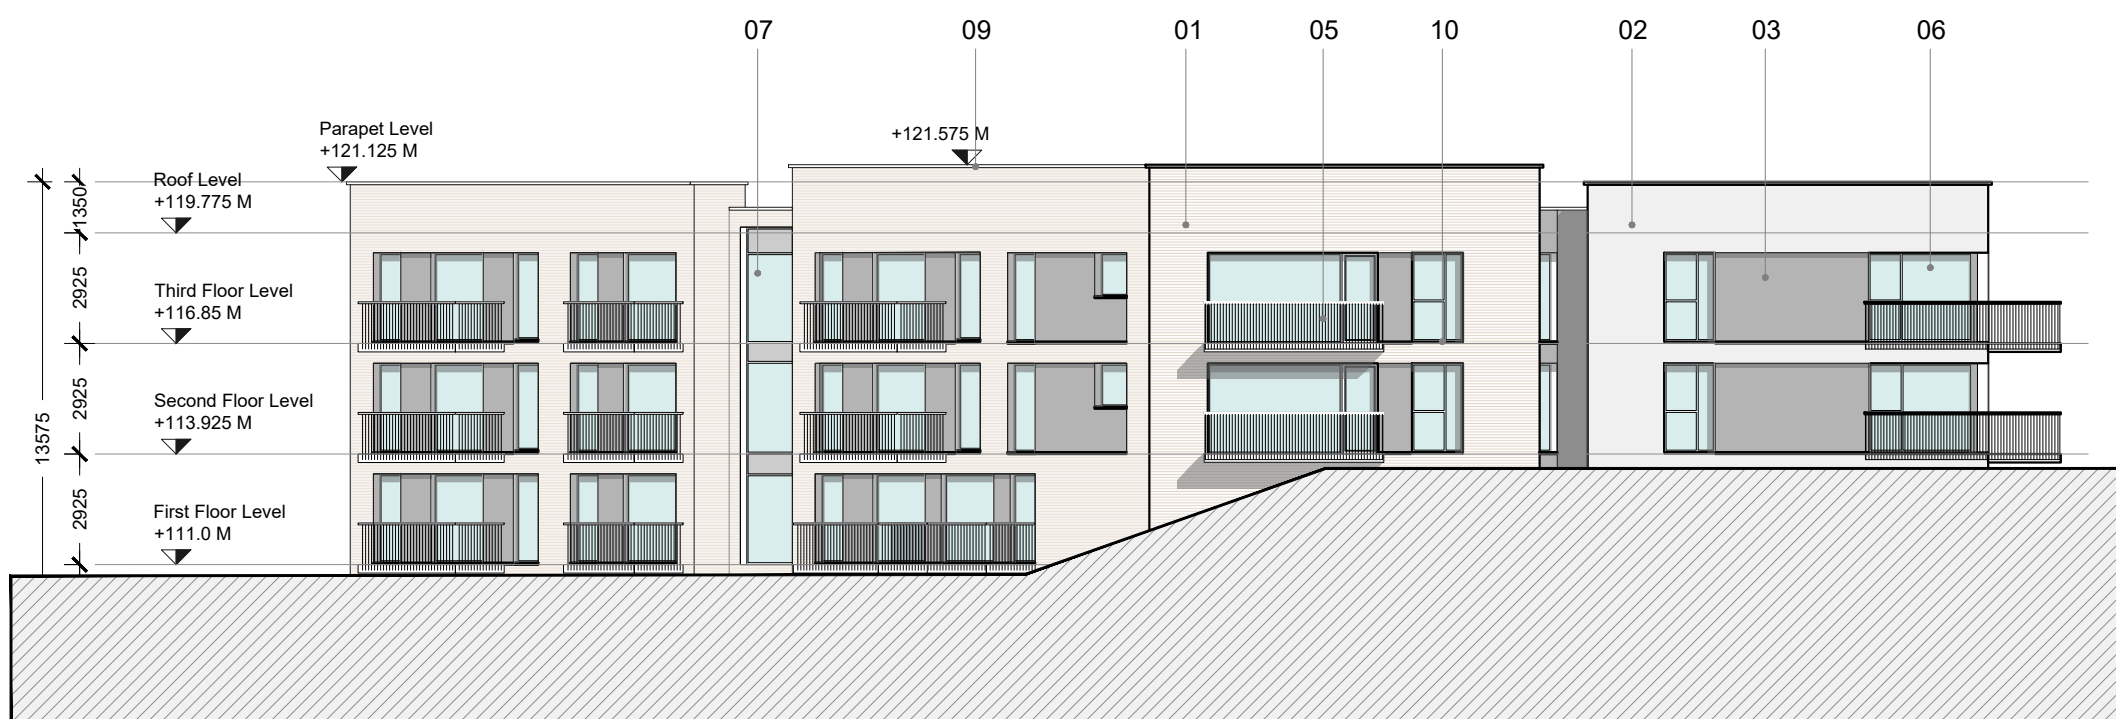 07 09 01 05 10 02 03 06
Parapet Level
+121.125 M
+121.575 M
Roof Level
+119.775 M
Third Floor Level
+116.85 M
Second Floor Level
+113.925 M
First Floor Level
+111.0 M
1350
2925
2925
2925
13575